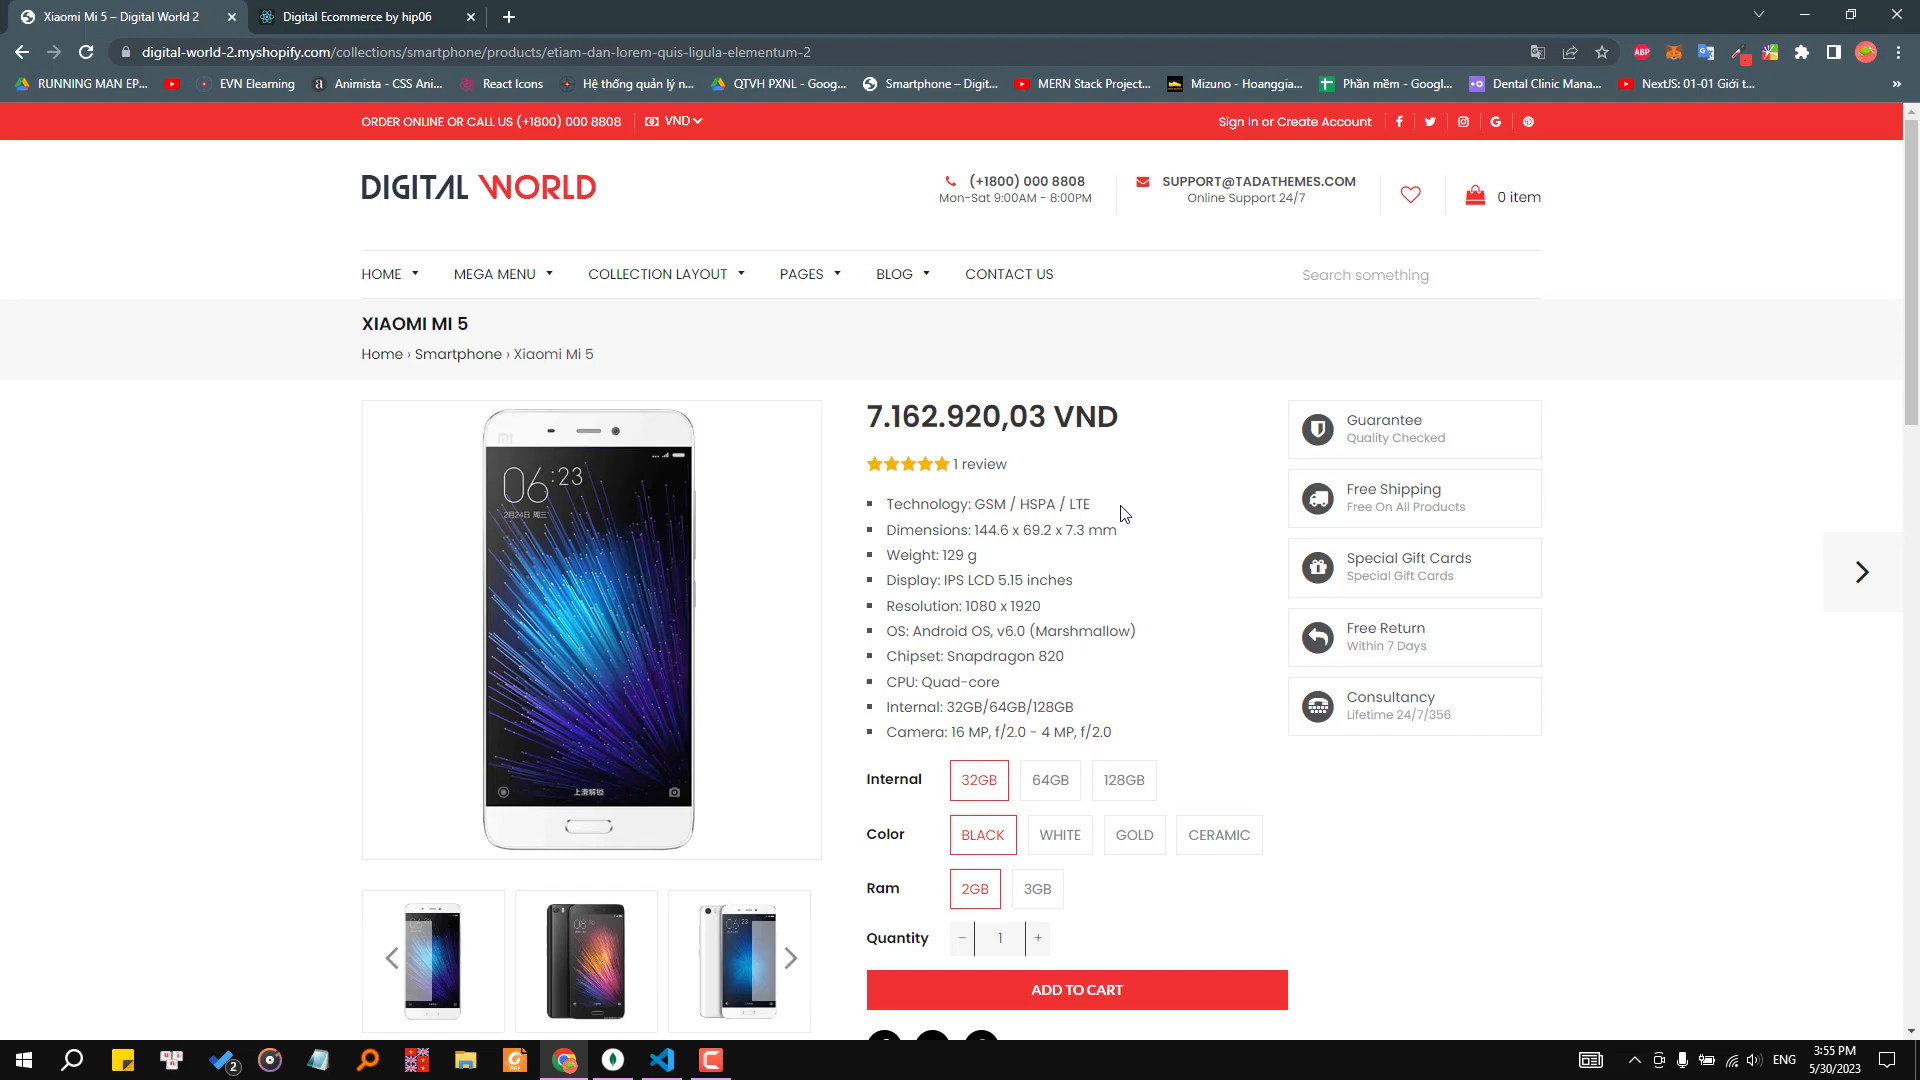 Xiaomi Mi 5 – Digital World 2
Digital Ecommerce by hip06
digital-world-2.myshopify.com/collections/smartphone/products/etiam-dan-lorem-quis-ligula-elementum-2
RUNNING MAN EP...
EVN Elearning
Animista - CSS Ani...
React Icons
Hệ thống quản lý n...
QTVH PXNL - Goog...
Smartphone – Digit...
MERN Stack Project...
Mizuno - Hoanggia...
Phần mềm - Googl...
Dental Clinic Mana...
NextJS: 01-01 Giới t...
ORDER ONLINE OR CALL US (+1800) 000 8808
VND
Sign In or Create Account
DIGITAL WORLD
(+1800) 000 8808
Mon-Sat 9:00AM - 8:00PM
SUPPORT@TADATHEMES.COM
Online Support 24/7
0 item
HOME
MEGA MENU
COLLECTION LAYOUT
PAGES
BLOG
CONTACT US
Search something
XIAOMI MI 5
Home › Smartphone › Xiaomi Mi 5
06:23
2月24日 周三
上滑解锁
7.162.920,03 VND
1 review
Technology: GSM / HSPA / LTE
Dimensions: 144.6 x 69.2 x 7.3 mm
Weight: 129 g
Display: IPS LCD 5.15 inches
Resolution: 1080 x 1920
OS: Android OS, v6.0 (Marshmallow)
Chipset: Snapdragon 820
CPU: Quad-core
Internal: 32GB/64GB/128GB
Camera: 16 MP, f/2.0 - 4 MP, f/2.0
Internal
32GB
64GB
128GB
Color
BLACK
WHITE
GOLD
CERAMIC
Ram
2GB
3GB
Quantity
− 1 +
ADD TO CART
Guarantee
Quality Checked
Free Shipping
Free On All Products
Special Gift Cards
Special Gift Cards
Free Return
Within 7 Days
Consultancy
Lifetime 24/7/356
ENG
3:55 PM
5/30/2023